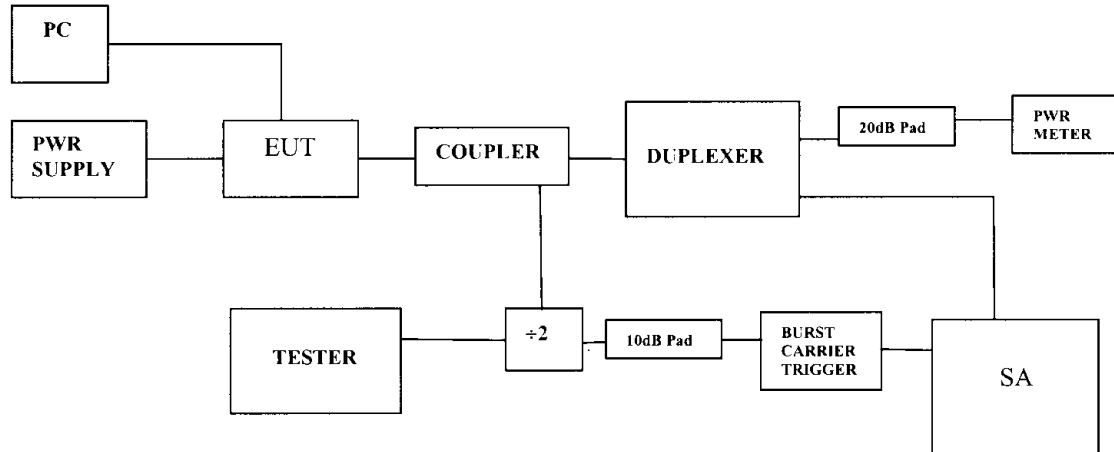 PC
PWR
SUPPLY
EUT
COUPLER
DUPLEXER
20dB Pad
PWR
METER
TESTER
÷2
10dB Pad
BURST
CARRIER
TRIGGER
SA